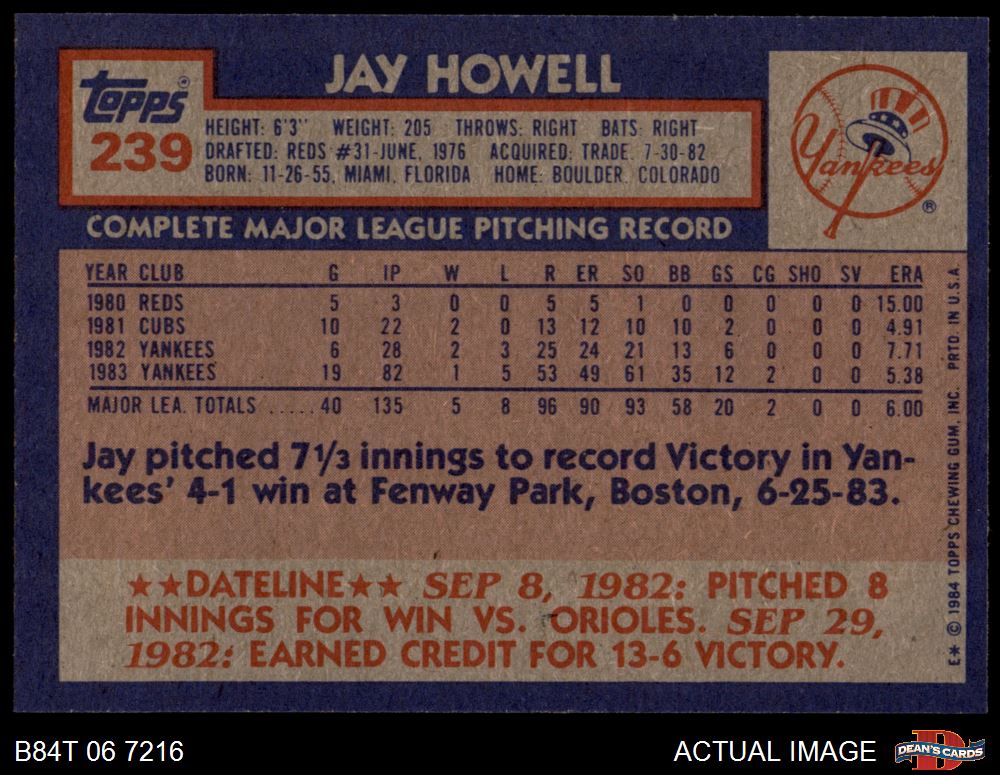 JAY HOWELL
topps®
239
HEIGHT: 6'3" WEIGHT: 205 THROWS: RIGHT BATS: RIGHT
DRAFTED: REDS #31-JUNE, 1976 ACQUIRED: TRADE, 7-30-82
BORN: 11-26-55, MIAMI, FLORIDA HOME: BOULDER, COLORADO
Yankees ®
COMPLETE MAJOR LEAGUE PITCHING RECORD
YEAR CLUB G IP W L R ER SO BB GS CG SHO SV ERA
1980 REDS 5 3 0 0 5 5 1 0 0 0 0 0 15.00
1981 CUBS 10 22 2 0 13 12 10 10 2 0 0 0 4.91
1982 YANKEES 6 28 2 3 25 24 21 13 6 0 0 0 7.71
1983 YANKEES 19 82 1 5 53 49 61 35 12 2 0 0 5.38
MAJOR LEA. TOTALS ..... 40 135 5 8 96 90 93 58 20 2 0 0 6.00
Jay pitched 7 1/3 innings to record Victory in Yan-
kees' 4-1 win at Fenway Park, Boston, 6-25-83.
★★DATELINE★★ SEP 8, 1982: PITCHED 8
INNINGS FOR WIN VS. ORIOLES. SEP 29,
1982: EARNED CREDIT FOR 13-6 VICTORY.
E* © 1984 TOPPS CHEWING GUM, INC. PRTD. IN U.S.A
B84T 06 7216
ACTUAL IMAGE
DEAN'S CARDS